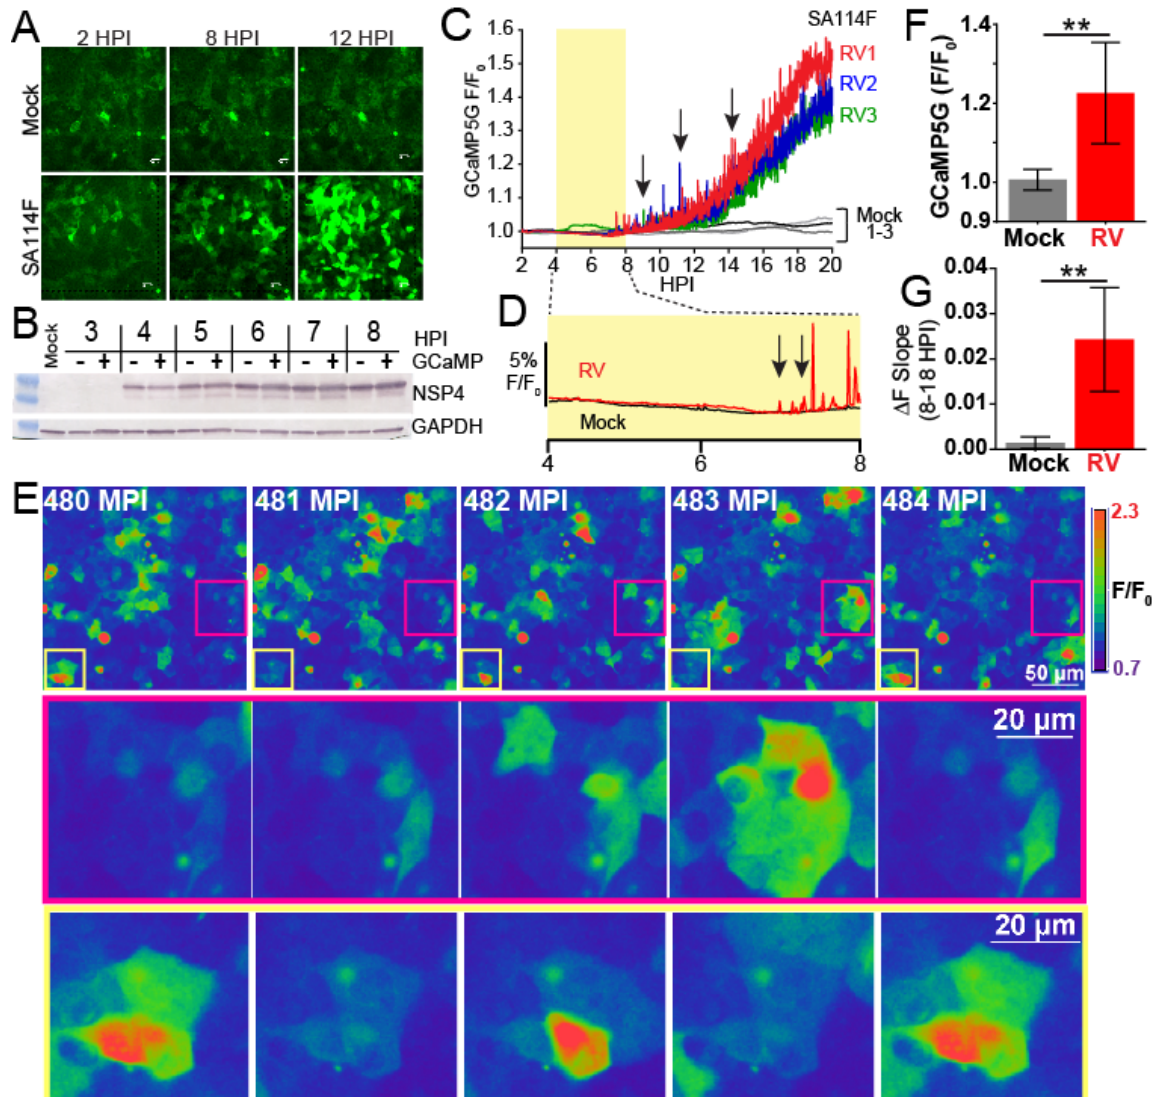 A
2 HPI 8 HPI 12 HPI
Mock
SA114F
B
Mock 3 4 5 6 7 8 HPI
- + - + - + - + - + - + GCaMP
NSP4
GAPDH
C
SA114F
GCaMP5G F/F0
1.6
1.5
1.4
1.3
1.2
1.1
1.0
RV1
RV2
RV3
Mock
1-3
2 4 6 8 10 12 14 16 18 20
HPI
D
5%
F/F0
RV
Mock
4 6 8
F
**
GCaMP5G (F/F0)
1.4
1.2
1.0
0.9
Mock RV
G
**
ΔF Slope
(8-18 HPI)
0.04
0.02
0.01
0.00
Mock RV
E
480 MPI 481 MPI 482 MPI 483 MPI 484 MPI
2.3
F/F0
0.7
50 µm
20 µm
20 µm